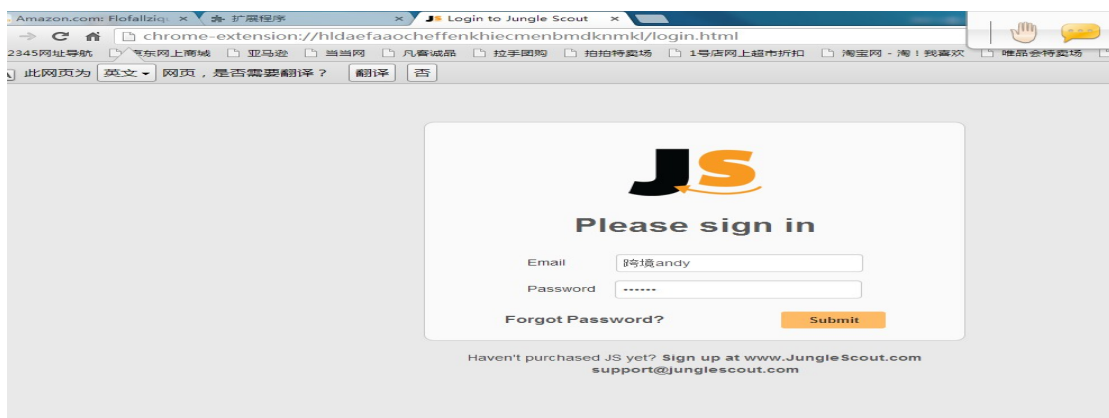 Amazon.com: Flofallziqu
扩展程序
JS Login to Jungle Scout
chrome-extension://hldaefaaocheffenkhiecmenbmdknmkl/login.html
2345网址导航 京东网上商城 亚马逊 当当网 凡客诚品 拉手团购 拍拍特卖场 1号店网上超市折扣 淘宝网 - 淘！我喜欢 唯品会特卖场
此网页为 英文 网页，是否需要翻译？ 翻译 否
JS
Please sign in
Email 跨境andy
Password ······
Forgot Password? Submit
Haven't purchased JS yet? Sign up at www.JungleScout.com
support@junglescout.com